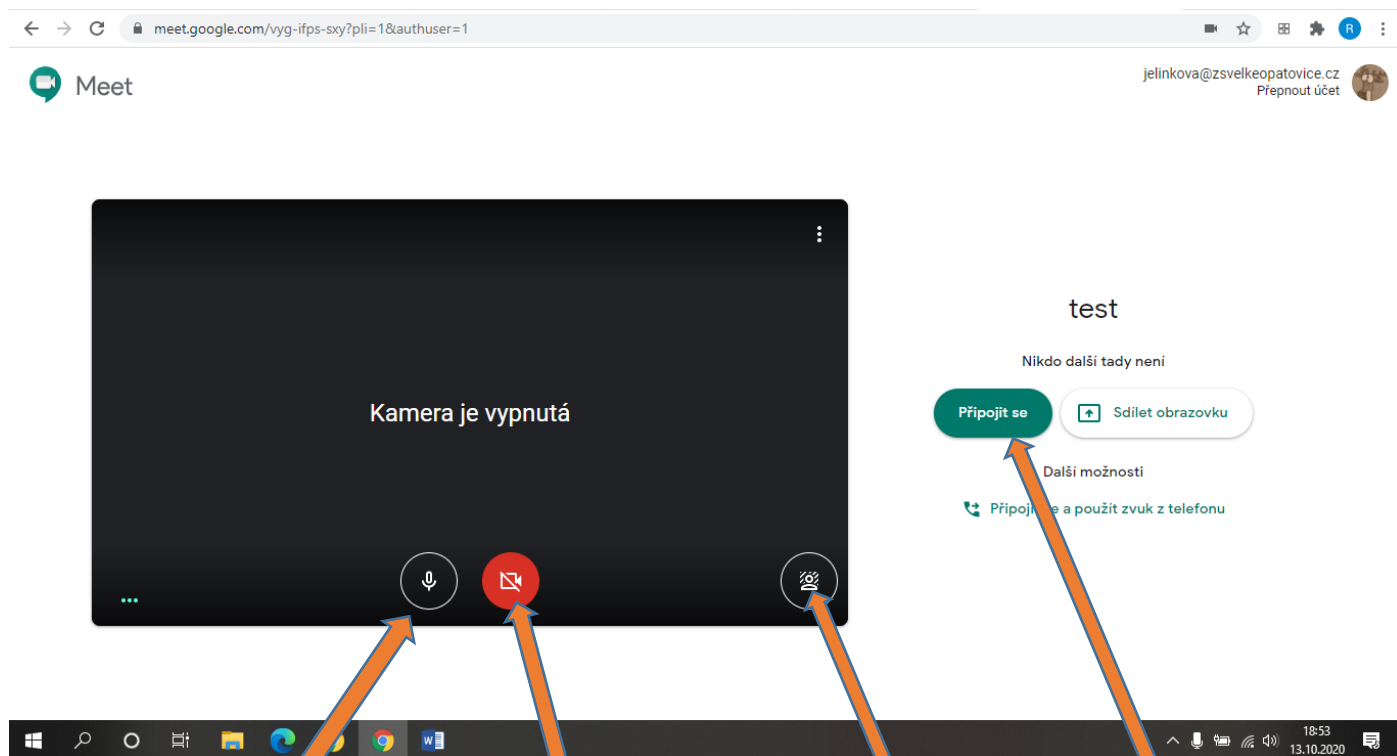 meet.google.com/vyg-ifps-sxy?pli=1&authuser=1
R
Meet
jelinkova@zsvelkeopatovice.cz
Přepnout účet
Kamera je vypnutá
test
Nikdo další tady není
Připojit se
Sdílet obrazovku
Další možnosti
a použít zvuk z telefonu
18:53
13.10.2020